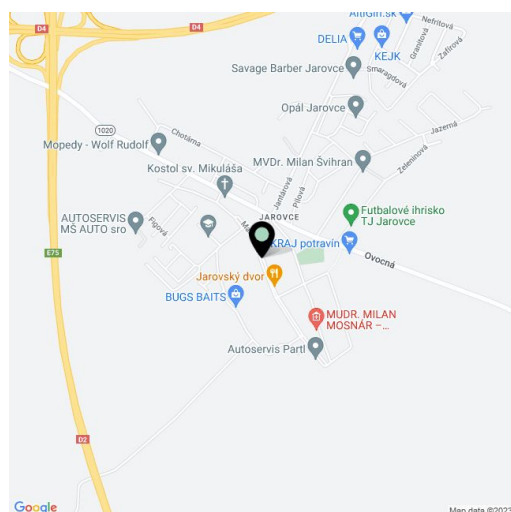 AltiGirl.sk
Nefritová
D4
D4
DELIA
KEJK
Granitová
Zafírová
Savage Barber Jarovce
Smaragdová
Opál Jarovce
1020
Chotárna
Jazerná
Mopedy - Wolf Rudolf
MVDr. Milan Švihran
Zeleninová
Kostol sv. Mikuláša
Jantárová
Pílová
AUTOSERVIS
MŠ AUTO sro
Figová
JAROVCE
Futbalové ihrisko
TJ Jarovce
KRAJ potravín
E75
Ovocná
Jarovský dvor
BUGS BAITS
MUDR. MILAN
MOSNÁR –...
Autoservis Partl
D2
Google
Map data ©2023